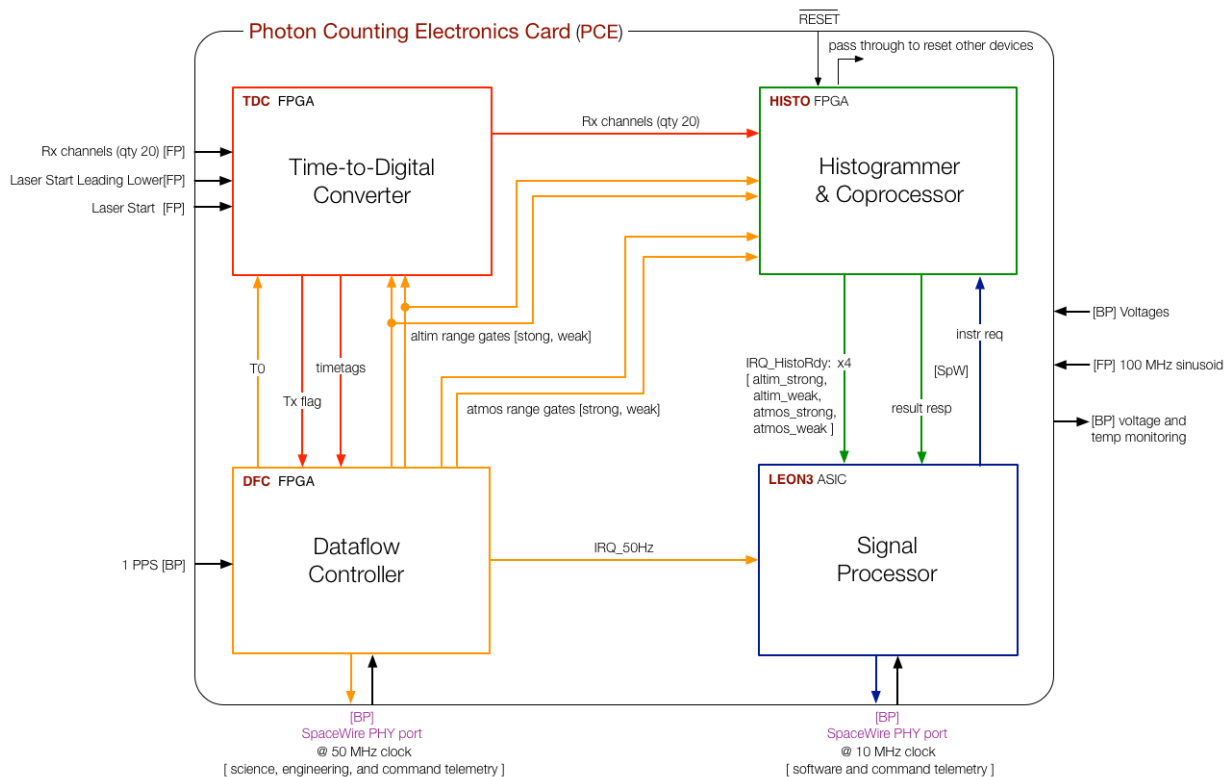 RESET
Photon Counting Electronics Card (PCE)
pass through to reset other devices
TDC FPGA
Time-to-Digital
Converter
Rx channels (qty 20)
HISTO FPGA
Histogrammer
& Coprocessor
Rx channels (qty 20) [FP]
Laser Start Leading Lower[FP]
Laser Start [FP]
T0
Tx flag
timetags
altim range gates [stong, weak]
atmos range gates [strong, weak]
IRQ_HistoRdy: x4
[ altim_strong,
altim_weak,
atmos_strong,
atmos_weak ]
[SpW]
result resp
instr req
[BP] Voltages
[FP] 100 MHz sinusoid
[BP] voltage and
temp monitoring
DFC FPGA
Dataflow
Controller
1 PPS [BP]
IRQ_50Hz
LEON3 ASIC
Signal
Processor
[BP]
SpaceWire PHY port
@ 50 MHz clock
[ science, engineering, and command telemetry ]
[BP]
SpaceWire PHY port
@ 10 MHz clock
[ software and command telemetry ]